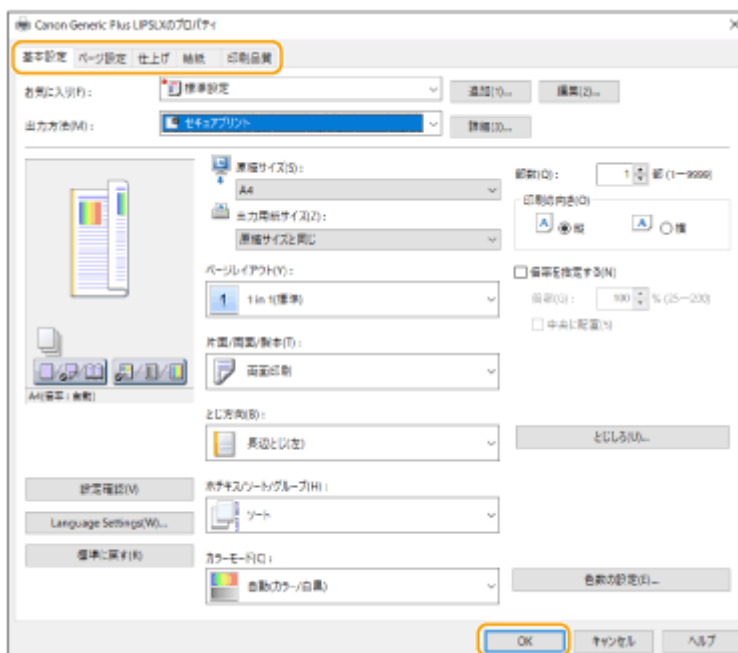 Canon Generic Plus LIPSLXのプロパティ
基本設定 ページ設定 仕上げ 給紙 印刷品質
お気に入り(F): 標準設定 追加(1)... 編集(2)...
出力方法(M): セキュアプリント 詳細(3)...
原稿サイズ(S):
A4
出力用紙サイズ(Z):
原稿サイズと同じ
部数(Q): 1 部 (1~9999)
印刷の向き(O)
A 縦 A 横
ページレイアウト(Y):
1 1 in 1(標準)
倍率を指定する(N)
倍率(G): 100 % (25~200)
中央に配置(5)
片面/両面/製本(T):
両面印刷
A4(倍率:自動)
とじ方向(B):
長辺とじ(左)
とじしろ(U)...
設定確認(V)
Language Settings(W)...
標準に戻す(R)
ホチキス/ソート/グループ(H):
ソート
カラーモード(C):
自動(カラー/白黒)
色数の設定(E)...
OK キャンセル ヘルプ